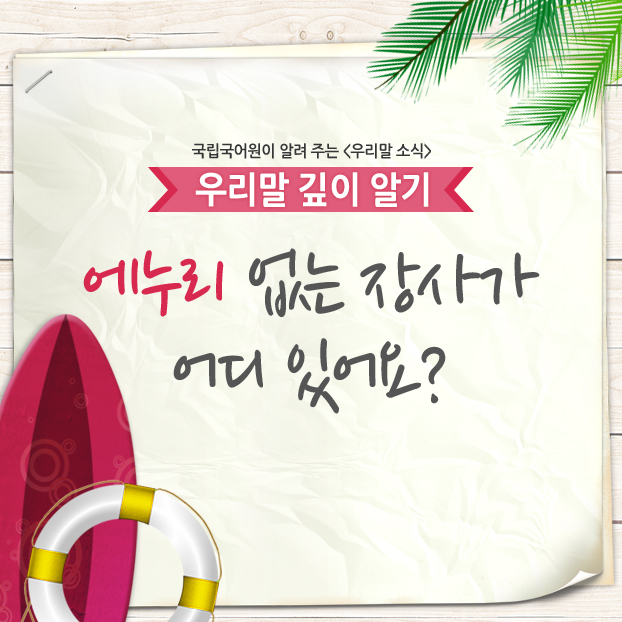 국립국어원이 알려 주는 <우리말 소식>
우리말 깊이 알기
에누리 없는 장사가
어디 있어요?